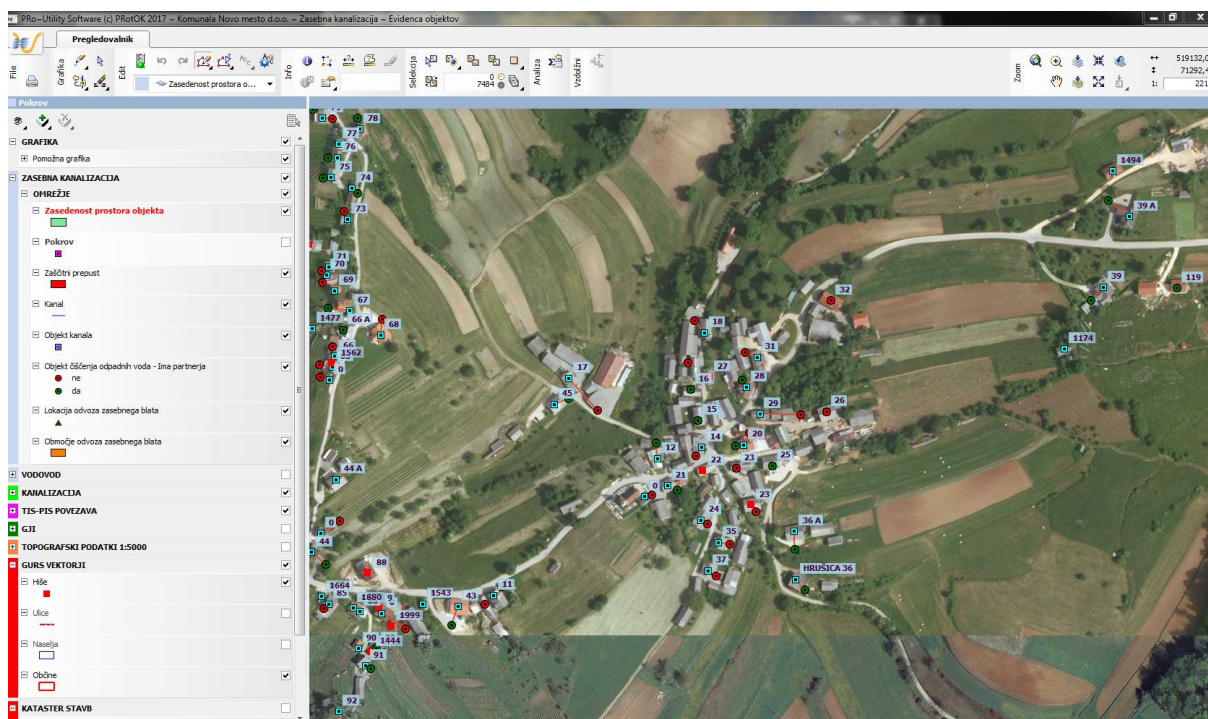 PRo-Utility Software (c) PRotOK 2017 ~ Komunala Novo mesto d.o.o. ~ Zasebna kanalizacija ~ Evidenca objektov
Pregledovalnik
File
Grafika
Edit
Zasedenost prostora o...
Info
Selekcija
7484
Analiza
Vzdolžni
Zoom
519132,0
71292,4
1:
221
Pokrov
GRAFIKA
Pomožna grafika
ZASEBNA KANALIZACIJA
OMREŽJE
Zasedenost prostora objekta
Pokrov
Zaščitni prepust
Kanal
Objekt kanala
Objekt čiščenja odpadnih voda - Ima partnerja
ne
da
Lokacija odvoza zasebnega blata
Območje odvoza zasebnega blata
VODOVOD
KANALIZACIJA
TIS-PIS POVEZAVA
GJI
TOPOGRAFSKI PODATKI 1:5000
GURS VEKTORJI
Hiše
Ulice
Naselja
Občine
KATASTER STAVB
78
77
76
75
74
73
71
70
69
67
1477
66 A
68
66
1562
0
17
45
44 A
0
44
88
1664
85
1880
9
1999
1543
43
11
90
1444
91
92
18
32
31
27
16
28
15
29
26
14
20
12
22
23
25
21
0
23
24
35
37
36 A
HRUŠICA 36
1494
39 A
39
119
1174